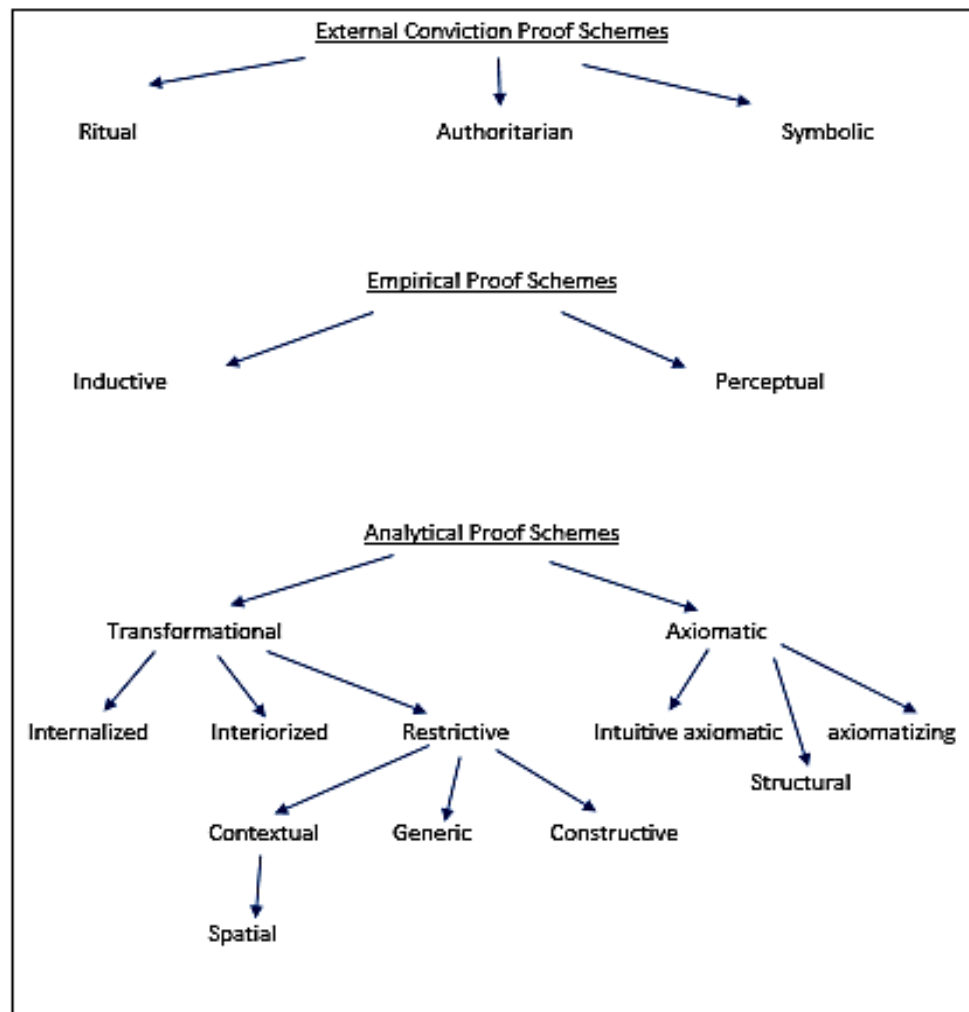 External Conviction Proof Schemes
Ritual Authoritarian Symbolic
Empirical Proof Schemes
Inductive Perceptual
Analytical Proof Schemes
Transformational Axiomatic
Internalized Interiorized Restrictive Intuitive axiomatic axiomatizing
Structural
Contextual Generic Constructive
Spatial